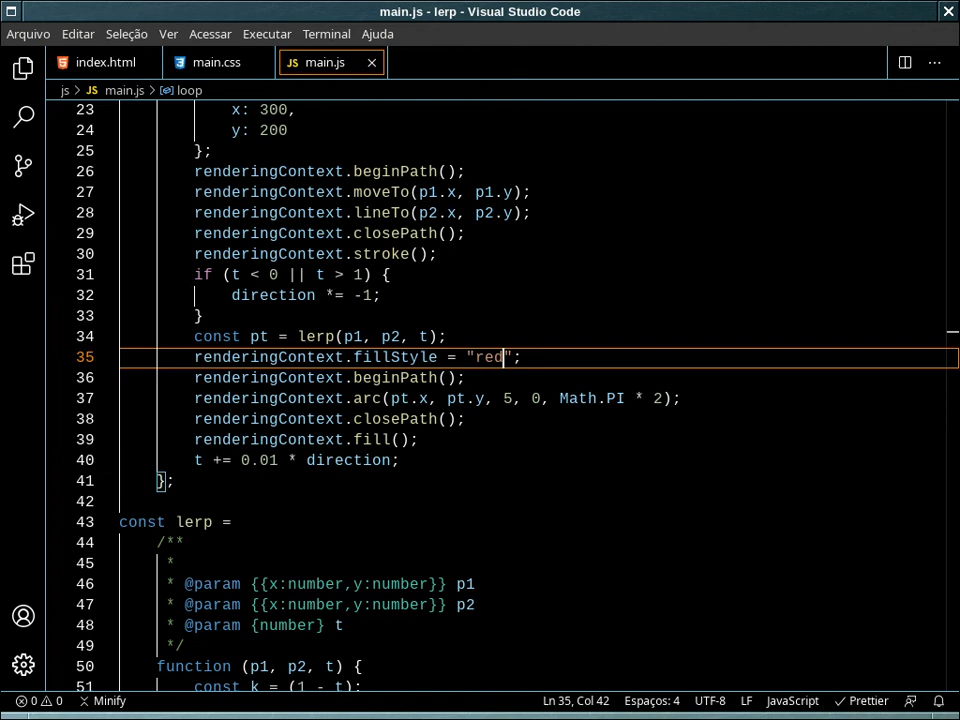 main.js - lerp - Visual Studio Code
Arquivo Editar Seleção Ver Acessar Executar Terminal Ajuda
index.html main.css JS main.js
js > JS main.js > loop
23 x: 300,
24 y: 200
25 };
26 renderingContext.beginPath();
27 renderingContext.moveTo(p1.x, p1.y);
28 renderingContext.lineTo(p2.x, p2.y);
29 renderingContext.closePath();
30 renderingContext.stroke();
31 if (t < 0 || t > 1) {
32 direction *= -1;
33 }
34 const pt = lerp(p1, p2, t);
35 renderingContext.fillStyle = "red";
36 renderingContext.beginPath();
37 renderingContext.arc(pt.x, pt.y, 5, 0, Math.PI * 2);
38 renderingContext.closePath();
39 renderingContext.fill();
40 t += 0.01 * direction;
41 };
42
43 const lerp =
44 /**
45 *
46 * @param {{x:number,y:number}} p1
47 * @param {{x:number,y:number}} p2
48 * @param {number} t
49 */
50 function (p1, p2, t) {
51 const k = (1 - t);
0 0 Minify Ln 35, Col 42 Espaços: 4 UTF-8 LF JavaScript Prettier